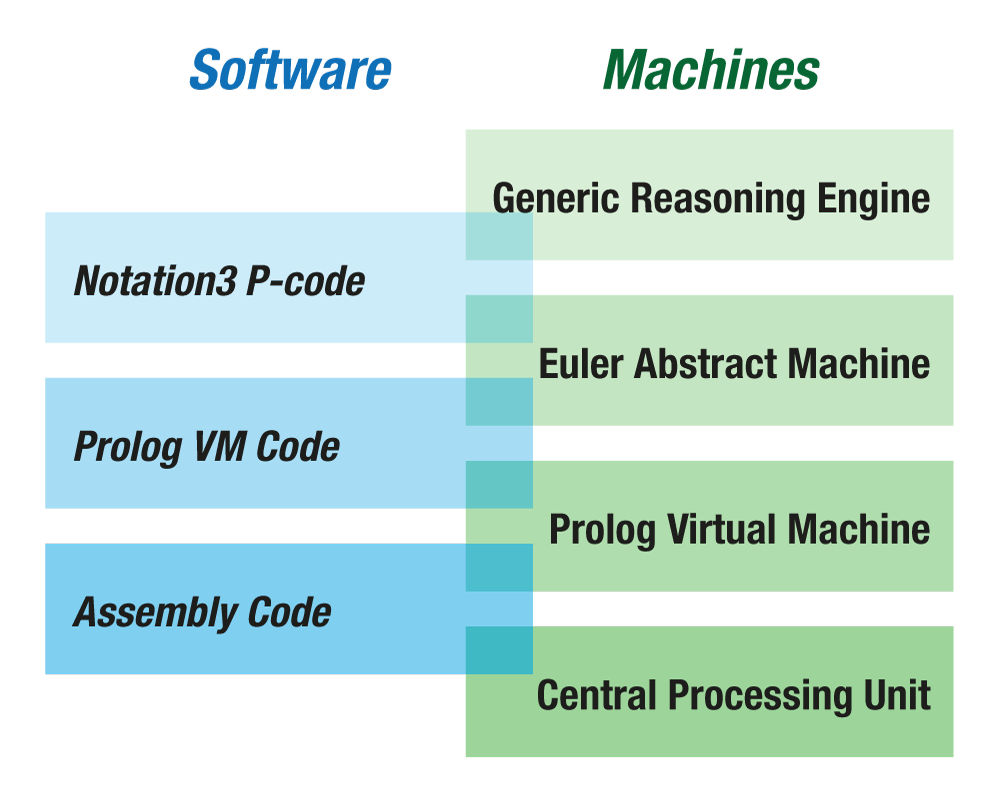 Software
Machines
Generic Reasoning Engine
Notation3 P-code
Euler Abstract Machine
Prolog VM Code
Prolog Virtual Machine
Assembly Code
Central Processing Unit